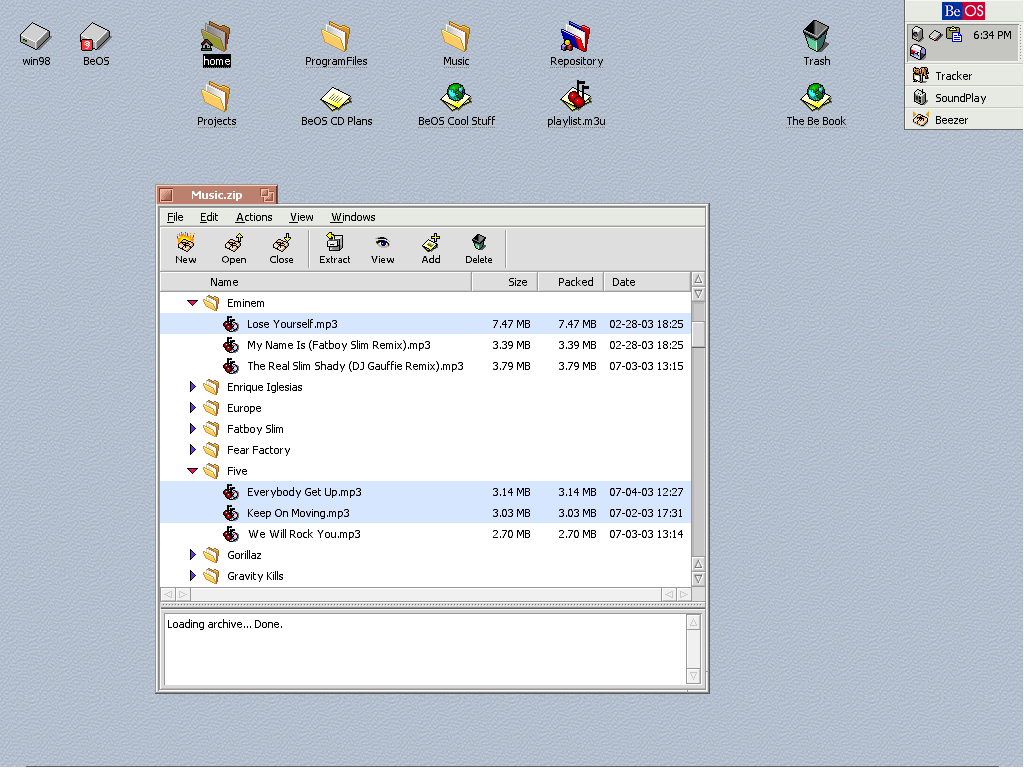 BeOS
6:34 PM
Tracker
SoundPlay
Beezer
win98
9
BeOS
home
ProgramFiles
Music
Repository
Trash
Projects
BeOS CD Plans
BeOS Cool Stuff
playlist.m3u
The Be Book
Music.zip
File Edit Actions View Windows
New Open Close Extract View Add Delete
Name Size Packed Date
Eminem
Lose Yourself.mp3 7.47 MB 7.47 MB 02-28-03 18:25
My Name Is (Fatboy Slim Remix).mp3 3.39 MB 3.39 MB 02-28-03 18:25
The Real Slim Shady (DJ Gauffie Remix).mp3 3.79 MB 3.79 MB 07-03-03 13:15
Enrique Iglesias
Europe
Fatboy Slim
Fear Factory
Five
Everybody Get Up.mp3 3.14 MB 3.14 MB 07-04-03 12:27
Keep On Moving.mp3 3.03 MB 3.03 MB 07-02-03 17:31
We Will Rock You.mp3 2.70 MB 2.70 MB 07-03-03 13:14
Gorillaz
Gravity Kills
Loading archive... Done.